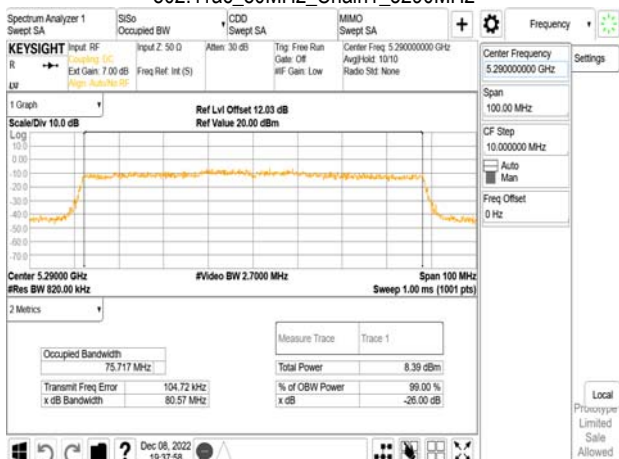 Spectrum Analyzer 1
Swept SA
SiSo
Occupied BW
CDD
Swept SA
MIMO
Swept SA
Frequency
KEYSIGHT
R
Input: RF
Coupling: DC
Ext Gain: 7.00 dB
Align: Auto/No RF
Input Z: 50 Ω
Freq Ref: Int (S)
Atten: 30 dB
Trig: Free Run
Gate: Off
#IF Gain: Low
Center Freq: 5.290000000 GHz
Avg|Hold: 10/10
Radio Std: None
Center Frequency
5.290000000 GHz
Settings
Span
100.00 MHz
CF Step
10.000000 MHz
Auto
Man
Freq Offset
0 Hz
1 Graph
Scale/Div 10.0 dB
Ref Lvl Offset 12.03 dB
Ref Value 20.00 dBm
Log
10.0
0.00
-10.0
-20.0
-30.0
-40.0
-50.0
-60.0
-70.0
Center 5.29000 GHz
#Res BW 820.00 kHz
#Video BW 2.7000 MHz
Span 100 MHz
Sweep 1.00 ms (1001 pts)
2 Metrics
Measure Trace
Trace 1
Occupied Bandwidth
75.717 MHz
Total Power
8.39 dBm
Transmit Freq Error
104.72 kHz
% of OBW Power
99.00 %
x dB Bandwidth
80.57 MHz
x dB
-26.00 dB
Local
Prototype
Limited
Sale
Allowed
Dec 08, 2022
19:37:58